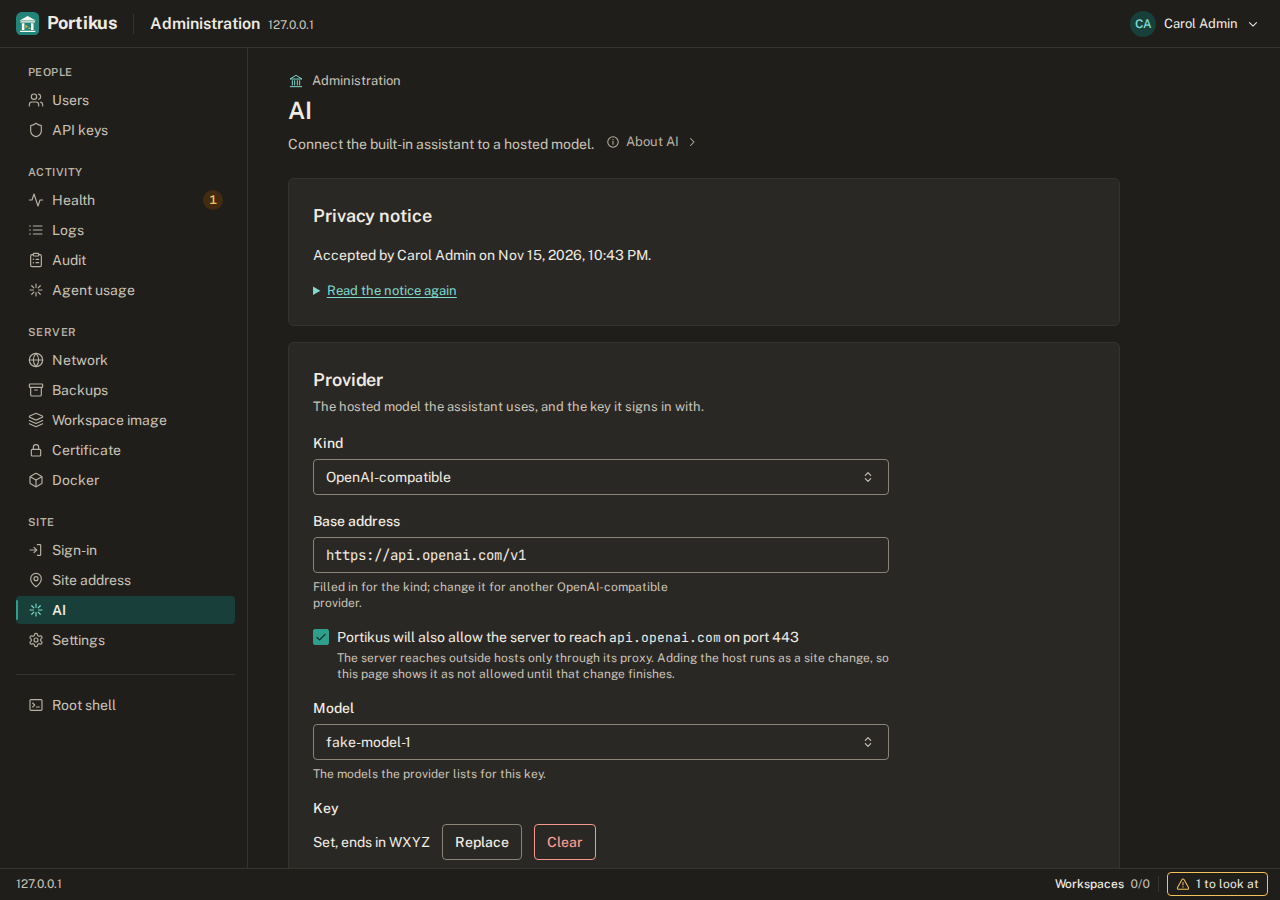 Portikus
Administration 127.0.0.1
CA Carol Admin
PEOPLE
Users
API keys
ACTIVITY
Health 1
Logs
Audit
Agent usage
SERVER
Network
Backups
Workspace image
Certificate
Docker
SITE
Sign-in
Site address
AI
Settings
Root shell
Administration
AI
Connect the built-in assistant to a hosted model. About AI
Privacy notice
Accepted by Carol Admin on Nov 15, 2026, 10:43 PM.
Read the notice again
Provider
The hosted model the assistant uses, and the key it signs in with.
Kind
OpenAI-compatible
Base address
https://api.openai.com/v1
Filled in for the kind; change it for another OpenAI-compatible
provider.
Portikus will also allow the server to reach api.openai.com on port 443
The server reaches outside hosts only through its proxy. Adding the host runs as a site change, so
this page shows it as not allowed until that change finishes.
Model
fake-model-1
The models the provider lists for this key.
Key
Set, ends in WXYZ Replace Clear
127.0.0.1
Workspaces 0/0 1 to look at